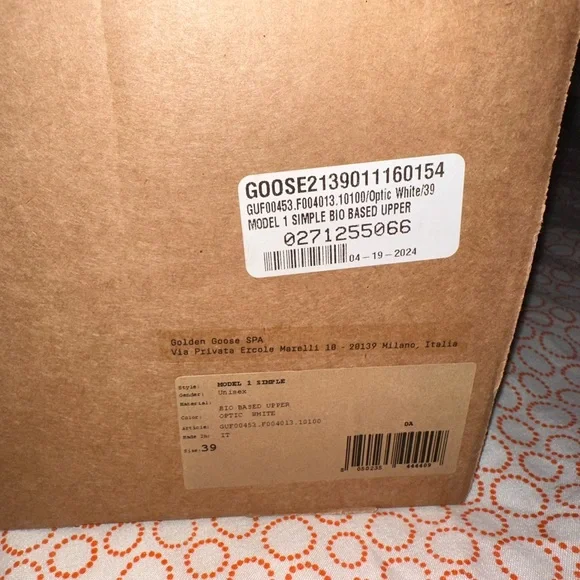 GOOSE2139011160154
GUF00453.F004013.10100/Optic White/39
MODEL 1 SIMPLE BIO BASED UPPER
0271255066
04-19-2024
Golden Goose SPA
Via Privata Ercole Marelli 10 - 20139 Milano, Italia
Style: MODEL 1 SIMPLE
Gender: Unisex
Material:
BIO BASED UPPER
Color: OPTIC WHITE
Article: GUF00453.F004013.10100
Made in: IT
Size: 39
0A